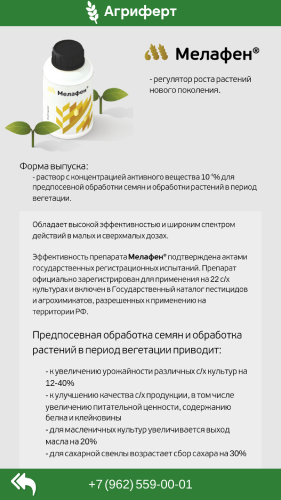 Агриферт
Мелафен®
Мелафен®
- регулятор роста растений
нового поколения.
Форма выпуска:
- раствор с концентрацией активного вещества 10⁻⁵% для
предпосевной обработки семян и обработки растений в период
вегетации.
Обладает высокой эффективностью и широким спектром
действий в малых и сверхмалых дозах.
Эффективность препарата Мелафен® подтверждена актами
государственных регистрационных испытаний. Препарат
официально зарегистрирован для применения на 22 с/х
культурах и включен в Государственный каталог пестицидов
и агрохимикатов, разрешенных к применению на
территории РФ.
Предпосевная обработка семян и обработка
растений в период вегетации приводит:
- к увеличению урожайности различных с/х культур на
12-40%
- к улучшению качества с/х продукции, в том числе
увеличению питательной ценности, содержанию
белка и клейковины
- для масленичных культур увеличивается выход
масла на 20%
- для сахарной свеклы возрастает сбор сахара на 30%
+7 (962) 559-00-01